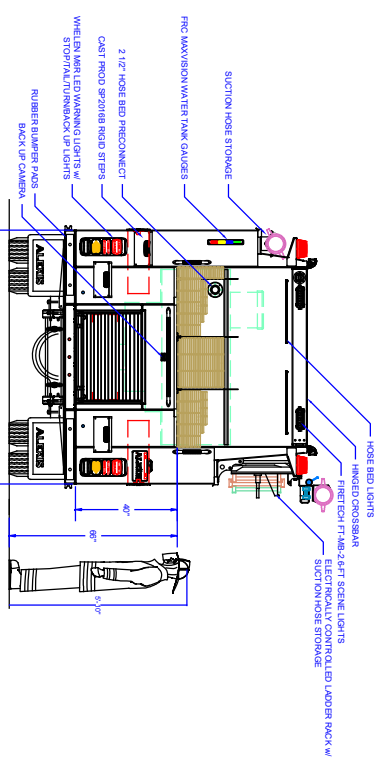 HOSE BED LIGHTS
HINGED CROSSBAR
FIRETECH FT-MB-2.6-FT SCENE LIGHTS
ELECTRICALLY CONTROLLED LADDER RACK w/
SUCTION HOSE STORAGE
SUCTION HOSE STORAGE
FRC MAXVISION WATER TANK GAUGES
2 1/2" HOSE BED PRECONNECT
CAST PROD SP2016B RIGID STEPS
WHELEN M6R LED WARNING LIGHTS w/
STOP/TAIL/TURN/BACK UP LIGHTS
RUBBER BUMPER PADS
BACK UP CAMERA
ALEXIS
ALEXIS
40"
66"
5'-10"